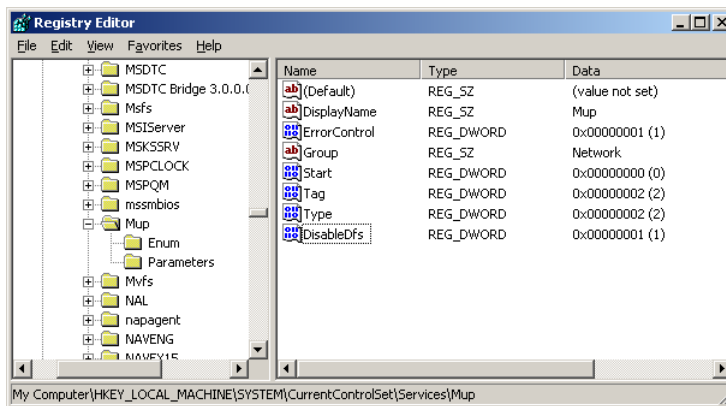 Registry Editor
File Edit View Favorites Help
MSDTC
MSDTC Bridge 3.0.0.(
Msfs
MSIServer
MSKSSRV
MSPCLOCK
MSPQM
mssmbios
Mup
Enum
Parameters
Mvfs
NAL
napagent
NAVENG
NAVEX15
Name Type Data
(Default) REG_SZ (value not set)
DisplayName REG_SZ Mup
ErrorControl REG_DWORD 0x00000001 (1)
Group REG_SZ Network
Start REG_DWORD 0x00000000 (0)
Tag REG_DWORD 0x00000002 (2)
Type REG_DWORD 0x00000002 (2)
DisableDfs REG_DWORD 0x00000001 (1)
My Computer\HKEY_LOCAL_MACHINE\SYSTEM\CurrentControlSet\Services\Mup